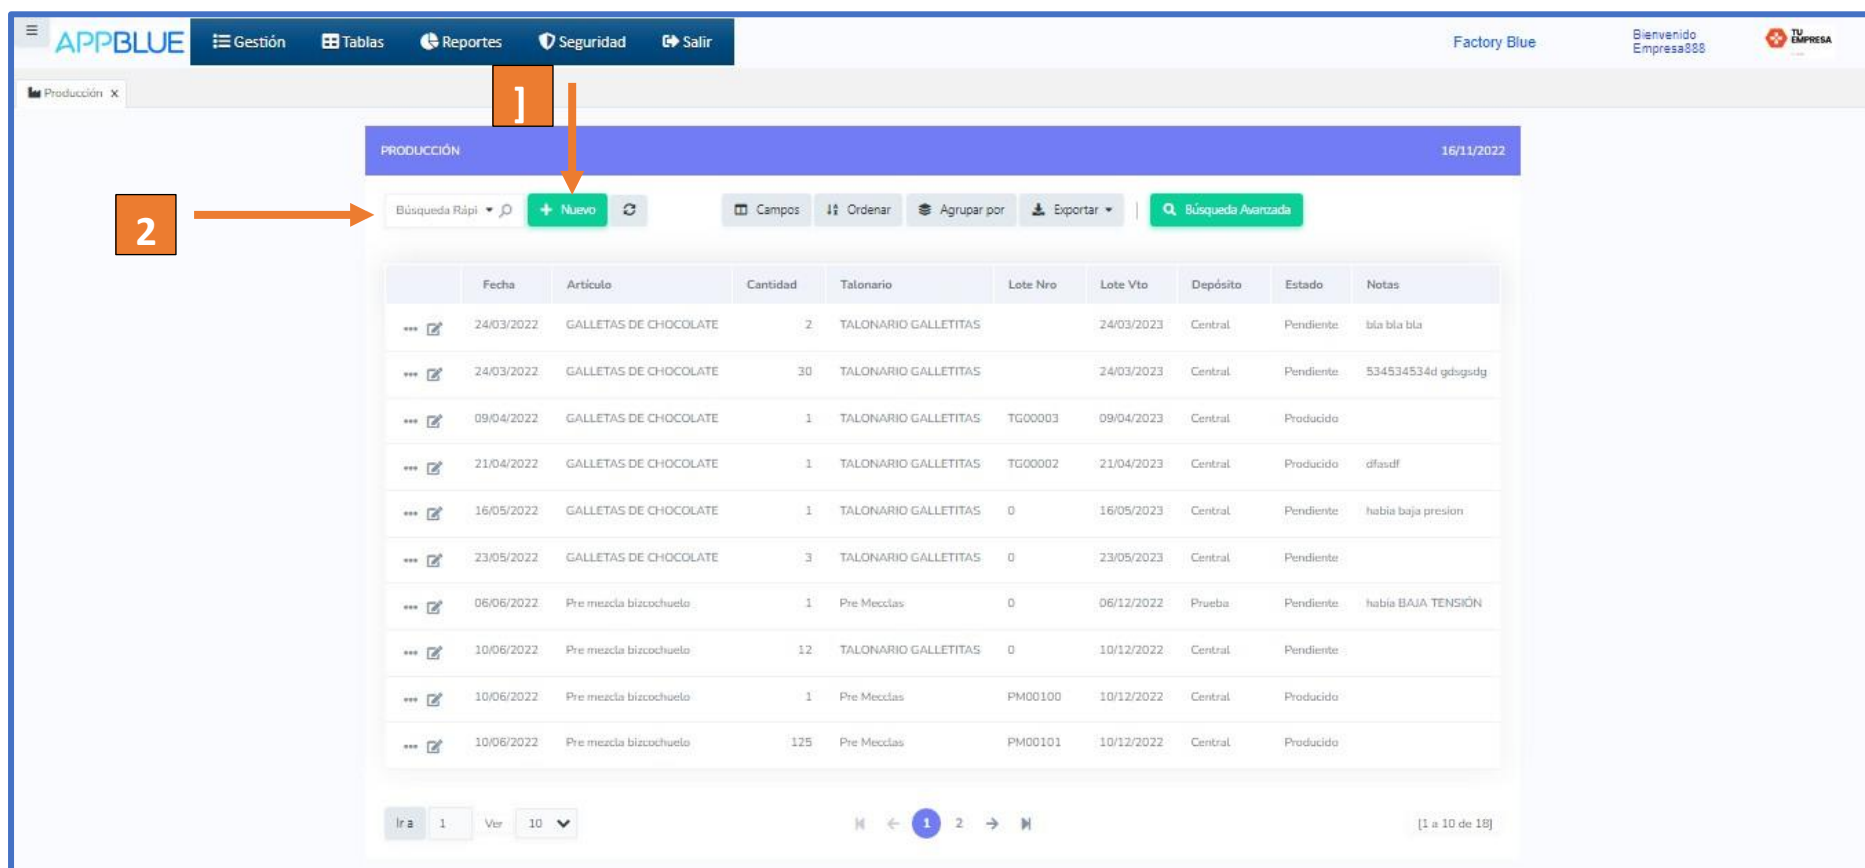 APPBLUE Gestión Tablas Reportes Seguridad Salir Factory Blue Bienvenido Empresa888 TU EMPRESA
Producción x
]
PRODUCCIÓN 16/11/2022
2
Búsqueda Rápi + Nuevo Campos Ordenar Agrupar por Exportar | Búsqueda Avanzada
Fecha Artículo Cantidad Talonario Lote Nro Lote Vto Depósito Estado Notas
24/03/2022 GALLETAS DE CHOCOLATE 2 TALONARIO GALLETITAS 24/03/2023 Central Pendiente bla bla bla
24/03/2022 GALLETAS DE CHOCOLATE 30 TALONARIO GALLETITAS 24/03/2023 Central Pendiente 534534534d gdsgsdg
09/04/2022 GALLETAS DE CHOCOLATE 1 TALONARIO GALLETITAS TG00003 09/04/2023 Central Producido
21/04/2022 GALLETAS DE CHOCOLATE 1 TALONARIO GALLETITAS TG00002 21/04/2023 Central Producido dfasdf
16/05/2022 GALLETAS DE CHOCOLATE 1 TALONARIO GALLETITAS 0 16/05/2023 Central Pendiente habia baja presion
23/05/2022 GALLETAS DE CHOCOLATE 3 TALONARIO GALLETITAS 0 23/05/2023 Central Pendiente
06/06/2022 Pre mezcla bizcochuelo 1 Pre Mecclas 0 06/12/2022 Prueba Pendiente había BAJA TENSIÓN
10/06/2022 Pre mezcla bizcochuelo 12 TALONARIO GALLETITAS 0 10/12/2022 Central Pendiente
10/06/2022 Pre mezcla bizcochuelo 1 Pre Mecclas PM00100 10/12/2022 Central Producido
10/06/2022 Pre mezcla bizcochuelo 125 Pre Mecclas PM00101 10/12/2022 Central Producido
Ir a 1 Ver 10 1 2 [1 a 10 de 18]